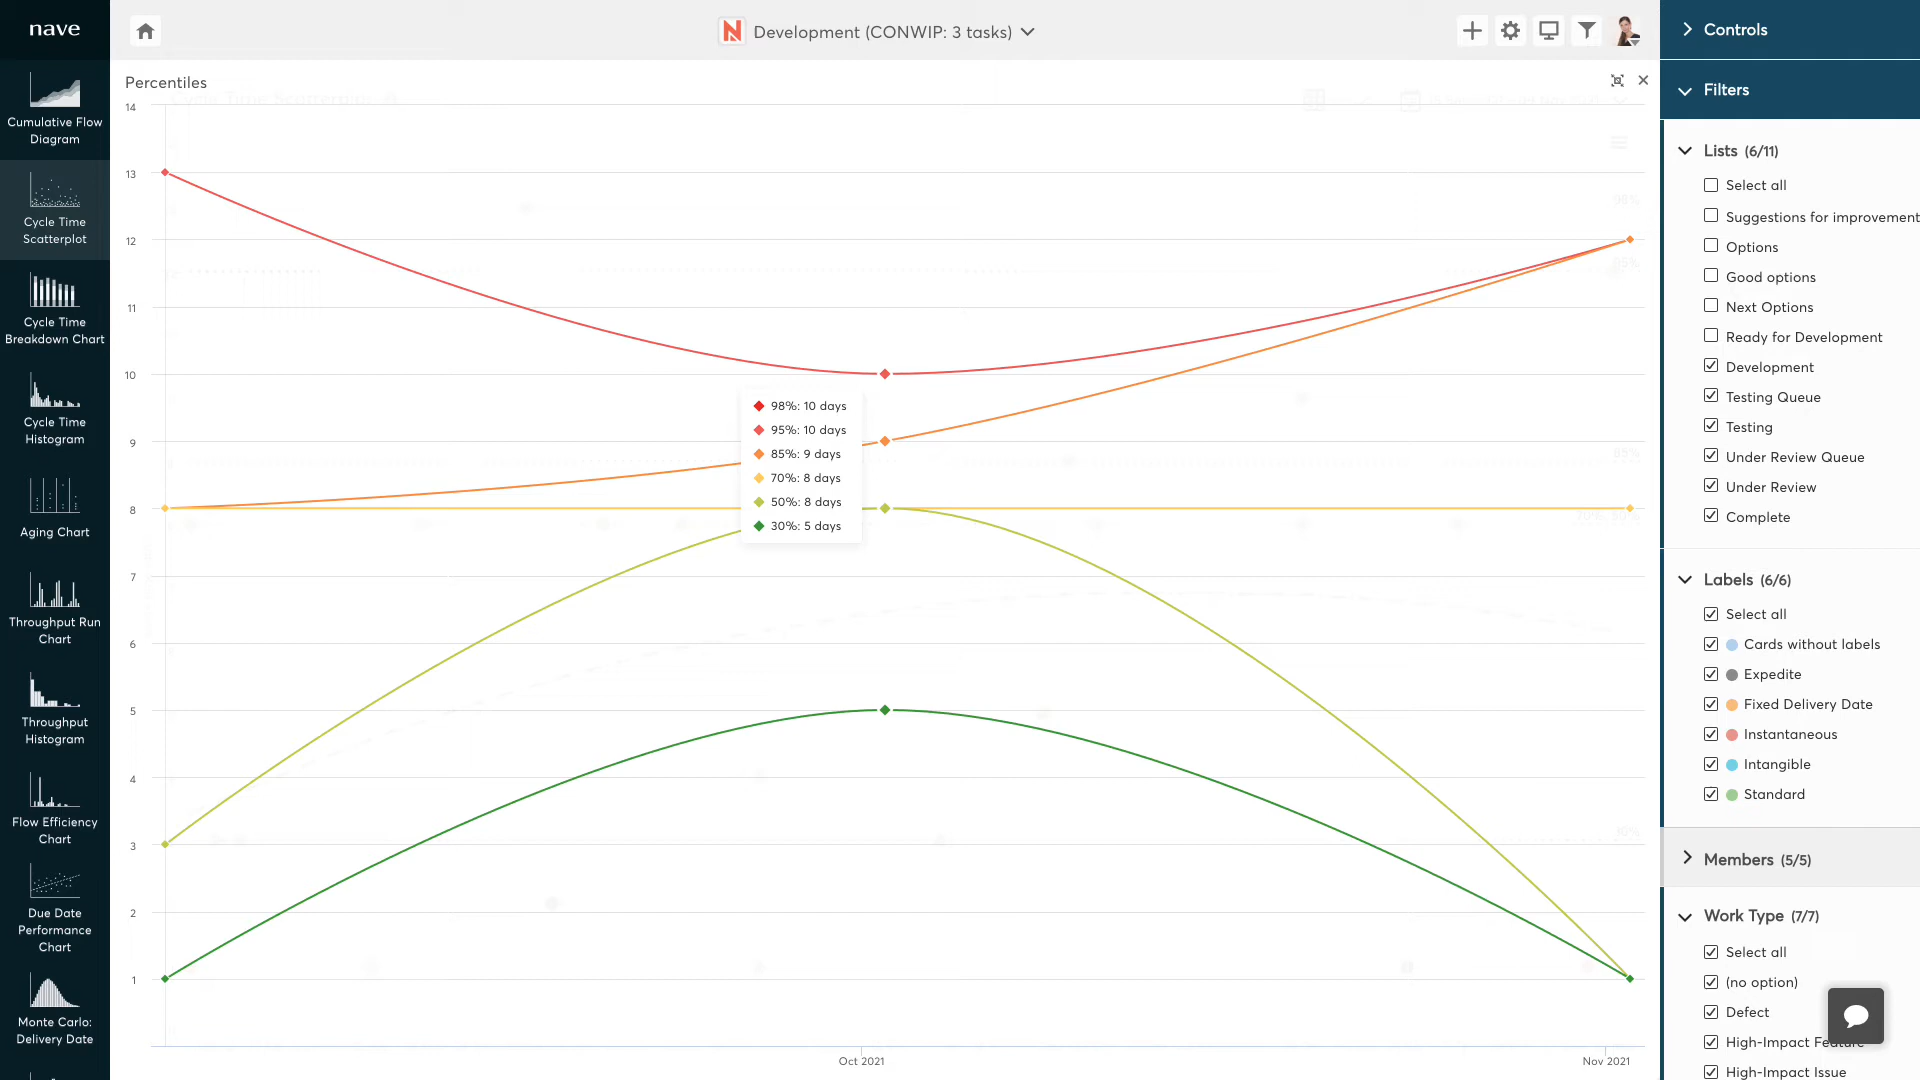 nave
Development (CONWIP: 3 tasks)
Controls
Filters
Cumulative Flow
Diagram
Cycle Time
Scatterplot
Cycle Time
Breakdown Chart
Cycle Time
Histogram
Aging Chart
Throughput Run
Chart
Throughput
Histogram
Flow Efficiency
Chart
Due Date
Performance
Chart
Monte Carlo:
Delivery Date
Percentiles
14
13
12
11
10
9
8
7
6
5
4
3
2
1
98%: 10 days
95%: 10 days
85%: 9 days
70%: 8 days
50%: 8 days
30%: 5 days
Oct 2021
Nov 2021
Lists (6/11)
Select all
Suggestions for improvement
Options
Good options
Next Options
Ready for Development
Development
Testing Queue
Testing
Under Review Queue
Under Review
Complete
Labels (6/6)
Select all
Cards without labels
Expedite
Fixed Delivery Date
Instantaneous
Intangible
Standard
Members (5/5)
Work Type (7/7)
Select all
(no option)
Defect
High-Impact Feature
High-Impact Issue